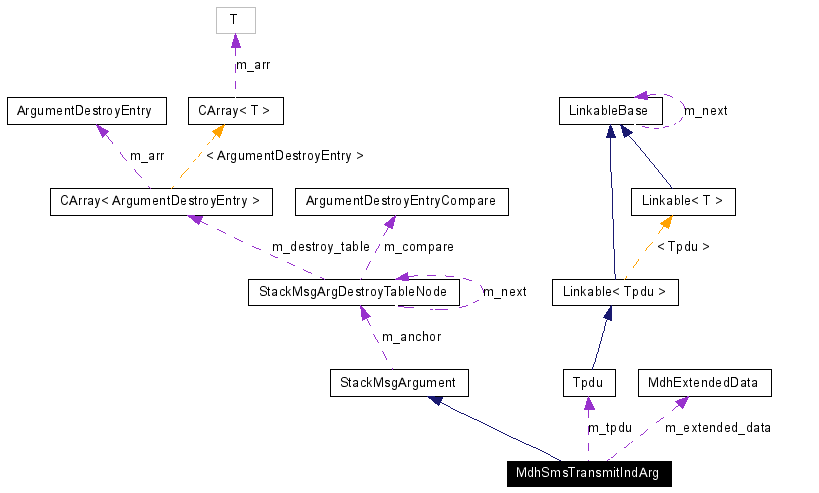 T
m_arr
ArgumentDestroyEntry
CArray< T >
LinkableBase
m_next
m_arr
< ArgumentDestroyEntry >
CArray< ArgumentDestroyEntry >
ArgumentDestroyEntryCompare
Linkable< T >
m_destroy_table
m_compare
< Tpdu >
StackMsgArgDestroyTableNode
m_next
Linkable< Tpdu >
m_anchor
StackMsgArgument
Tpdu
MdhExtendedData
m_tpdu
m_extended_data
MdhSmsTransmitIndArg